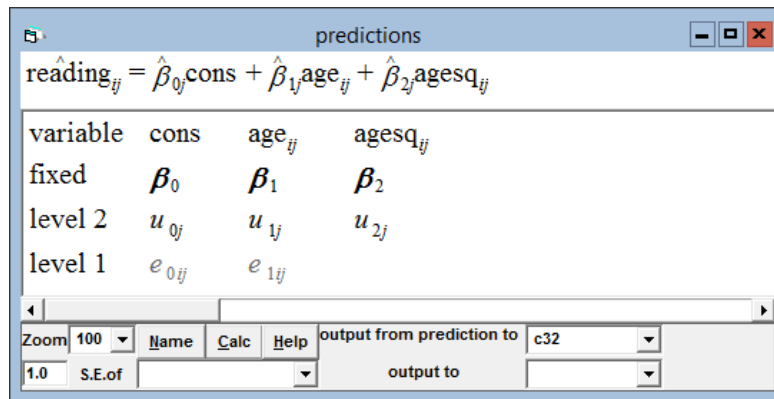 predictions
reâding_ij = β̂_0j cons + β̂_1j age_ij + β̂_2j agesq_ij
variable cons age_ij agesq_ij
fixed β_0 β_1 β_2
level 2 u_0j u_1j u_2j
level 1 e_0ij e_1ij
Zoom 100 Name Calc Help output from prediction to c32
1.0 S.E.of output to